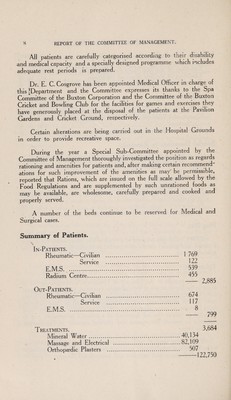 8 REPORT OF THE COMMITTEE OF MANAGEMENT.
All patients are carefully categorised according to their disability
and medical capacity and a specially designed programme which includes
adequate rest periods is prepared.
Dr. E. C. Congrove has been appointed Medical Officer in charge of
this Department and the Committee expresses its thanks to the Spa
Committee of the Buxton Corporation and the Committee of the Buxton
Cricket and Bowling Club for the facilities for games and exercises they
have generously placed at the disposal of the patients at the Pavilion
Gardens and Cricket Ground, respectively.
Certain alterations are being carried out in the Hospital Grounds
in order to provide recreative space.
During the year a Special Sub-Committee appointed by the
Committee of Management thoroughly investigated the position as regards
rationing and amenities for patients and, after making certain recommend-
ations for such improvement of the amenities as may be permissible,
reported that Rations, which are issued on the full scale allowed by the
Food Regulations and are supplemented by such unrationed foods as
may be available, are wholesome, carefully prepared and cooked and
properly served.
A number of the beds continue to be reserved for Medical and
Surgical cases.
Summary of Patients.
IN-PATIENTS.
Rheumatic—Civilian ... 1 769
Service ... 122
E.M.S. ... 539
Radium Centre ... 455
2,885
OUT-PATIENTS.
Rheumatic—Civilian ... 674
Service ... 117
E.M.S. ... 8
799
3,684
TREATMENTS.
Mineral Water ... 40,134
Massage and Electrical ... 82,109
Orthopædic Plasters ... 507
122,750